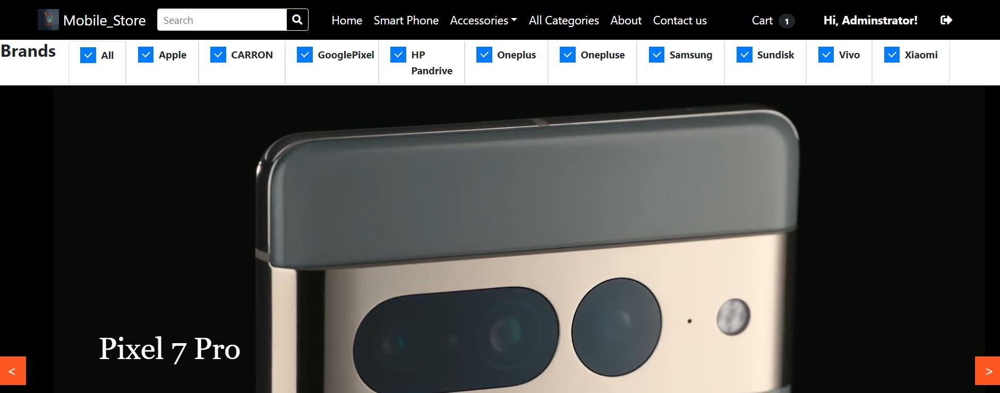 Mobile_Store Search Home Smart Phone Accessories All Categories About Contact us Cart 1 Hi, Adminstrator!
Brands All Apple CARRON GooglePixel HP Oneplus Onepluse Samsung Sundisk Vivo Xiaomi
Pandrive
Pixel 7 Pro
< >